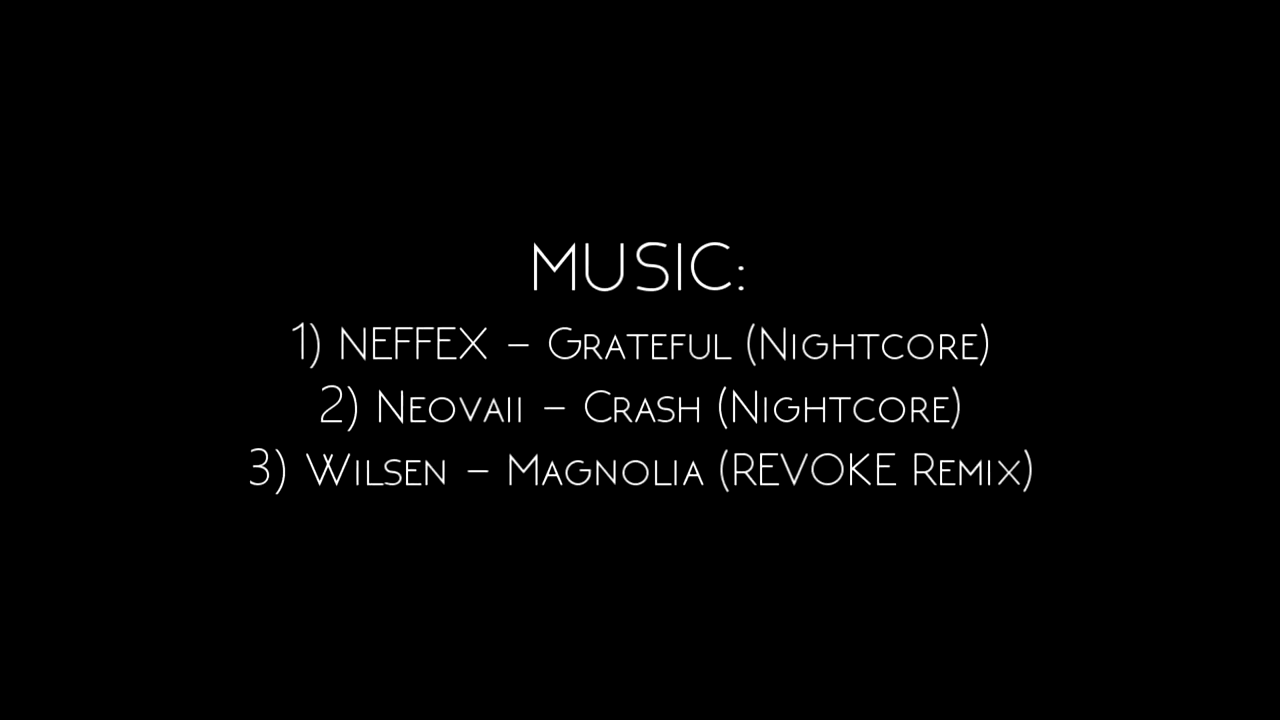 MUSIC:
1) NEFFEX – Grateful (Nightcore)
2) Neovaii – Crash (Nightcore)
3) Wilsen – Magnolia (REVOKE Remix)